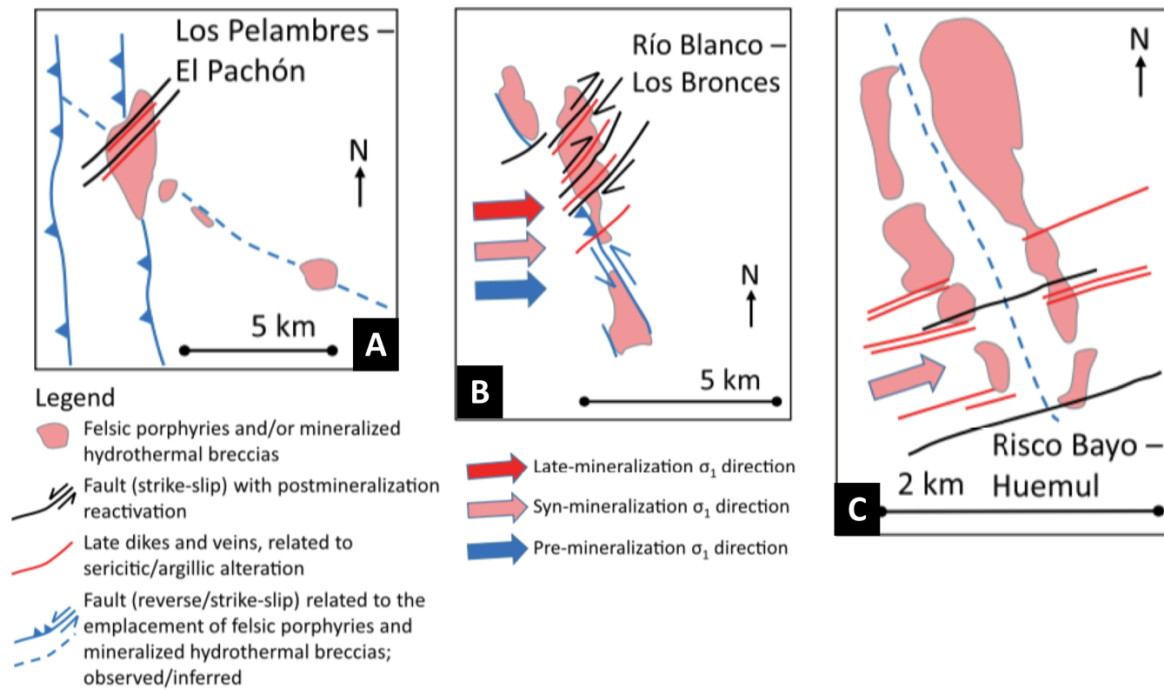 Los Pelambres –
El Pachón
N
5 km
A
Río Blanco –
Los Bronces
N
5 km
B
N
Risco Bayo –
Huemul
2 km
C
Legend
Felsic porphyries and/or mineralized
hydrothermal breccias
Fault (strike-slip) with postmineralization
reactivation
Late dikes and veins, related to
sericitic/argillic alteration
Fault (reverse/strike-slip) related to the
emplacement of felsic porphyries and
mineralized hydrothermal breccias;
observed/inferred
Late-mineralization σ₁ direction
Syn-mineralization σ₁ direction
Pre-mineralization σ₁ direction